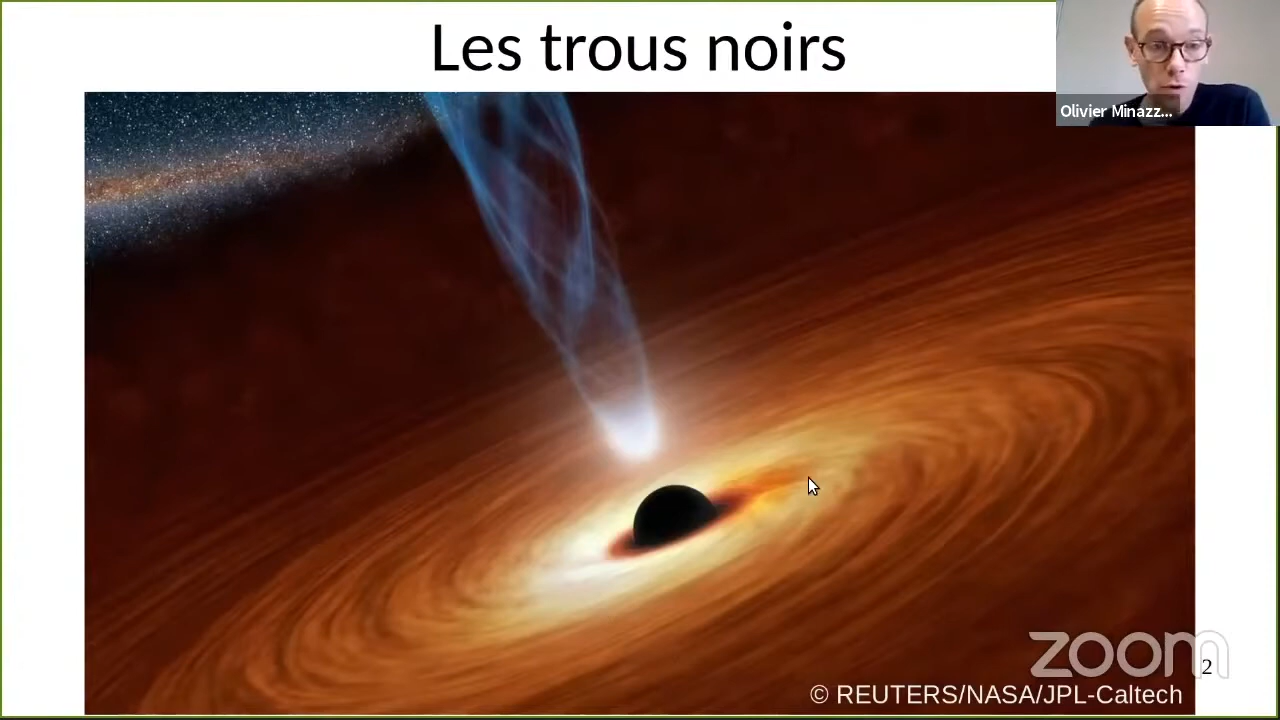 Les trous noirs
Olivier Minazz...
zoom
2
© REUTERS/NASA/JPL-Caltech